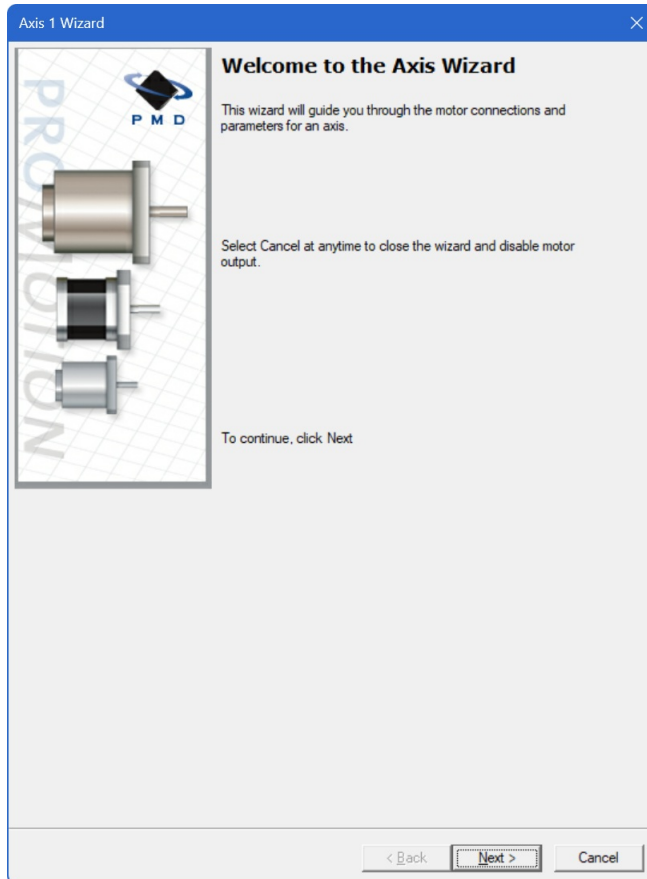 Axis 1 Wizard
PMD
PROMOTION
Welcome to the Axis Wizard
This wizard will guide you through the motor connections and
parameters for an axis.
Select Cancel at anytime to close the wizard and disable motor
output.
To continue, click Next
< Back
Next >
Cancel